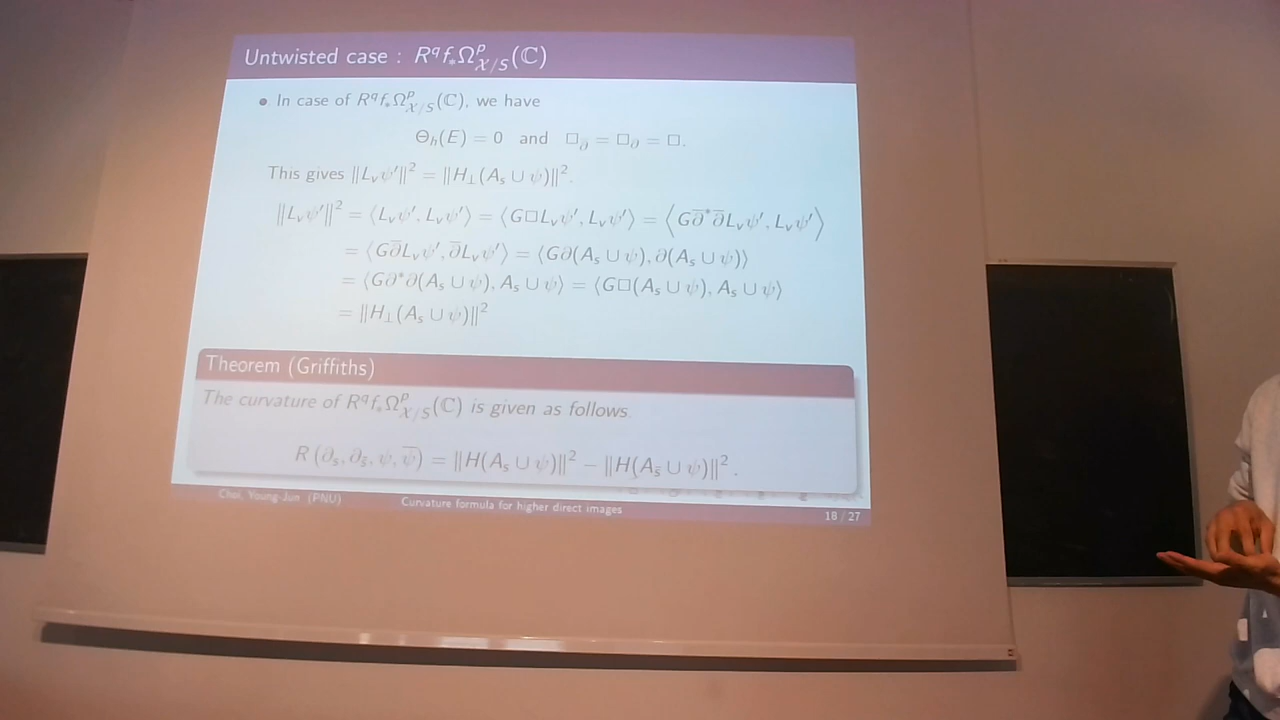 Untwisted case : R^q f_* Ω^p_{X/S}(ℂ)
• In case of R^q f_* Ω^p_{X/S}(ℂ), we have
Θ_h(E) = 0 and □_∂ = □_∂ = □.
This gives ‖L_v ψ′‖² = ‖H_⊥(A_s ∪ ψ)‖².
‖L_v ψ′‖² = ⟨L_v ψ′, L_v ψ′⟩ = ⟨G□L_v ψ′, L_v ψ′⟩ = ⟨G∂̄*∂̄L_v ψ′, L_v ψ′⟩
= ⟨G∂̄L_v ψ′, ∂̄L_v ψ′⟩ = ⟨G∂(A_s ∪ ψ), ∂(A_s ∪ ψ)⟩
= ⟨G∂*∂(A_s ∪ ψ), A_s ∪ ψ⟩ = ⟨G□(A_s ∪ ψ), A_s ∪ ψ⟩
= ‖H_⊥(A_s ∪ ψ)‖²
Theorem (Griffiths)
The curvature of R^q f_* Ω^p_{X/S}(ℂ) is given as follows
R(∂_s, ∂_s̄, ψ, ψ̄) = ‖H(A_s ∪ ψ)‖² − ‖H(A_s̄ ∪ ψ)‖².
Choi, Young-Jun (PNU) Curvature formula for higher direct images 18 / 27